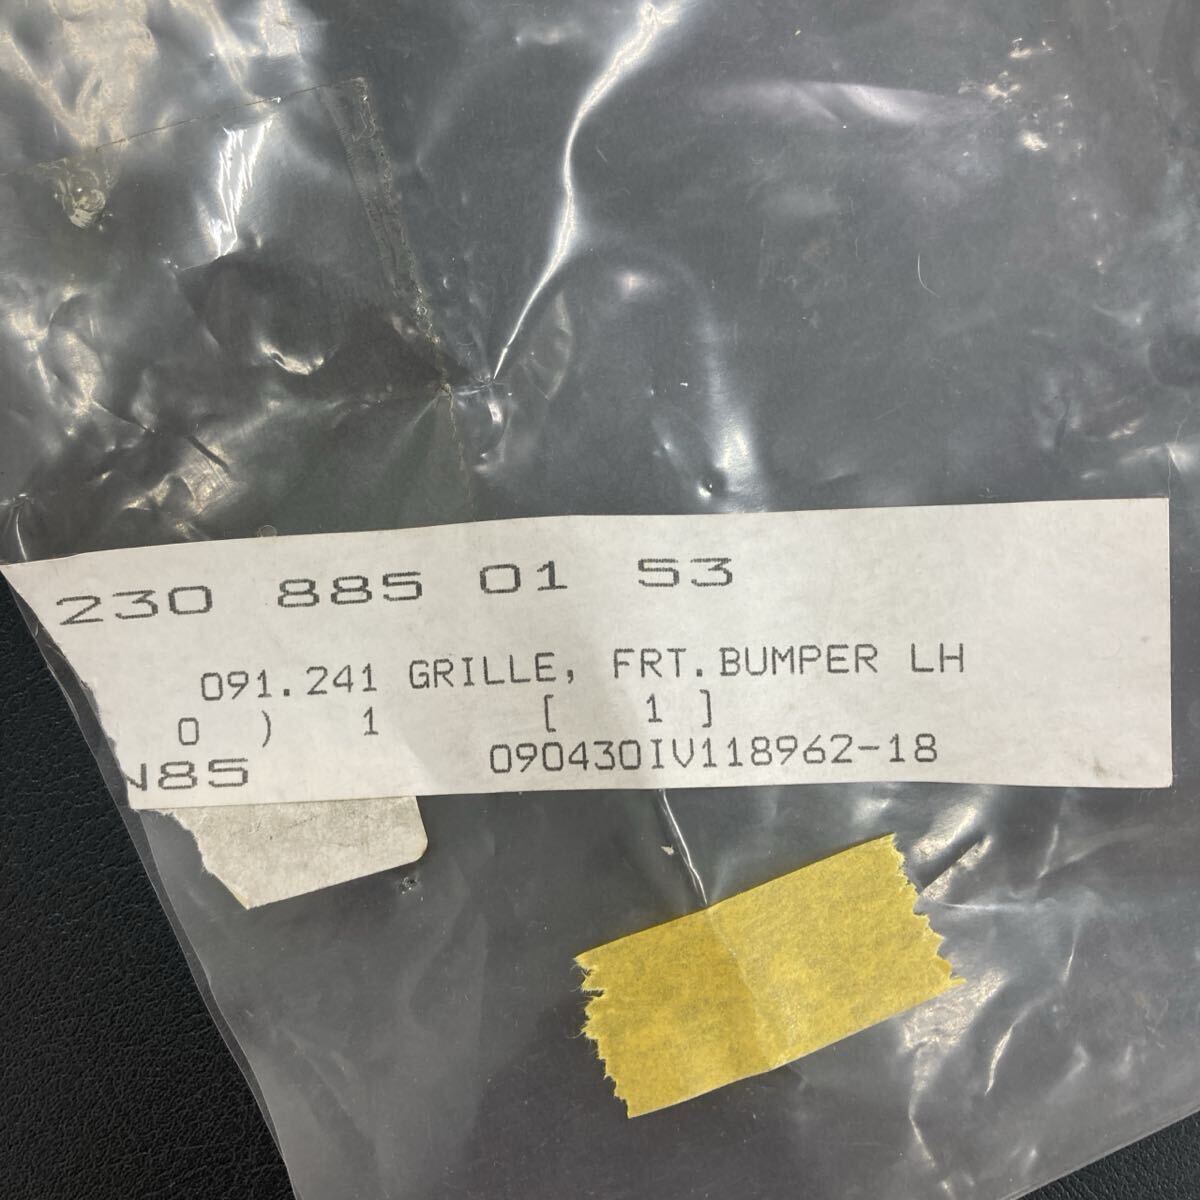 230 885 01 53
091.241 GRILLE, FRT.BUMPER LH
0 ) 1 [ 1 ]
N85 090430IV118962-18